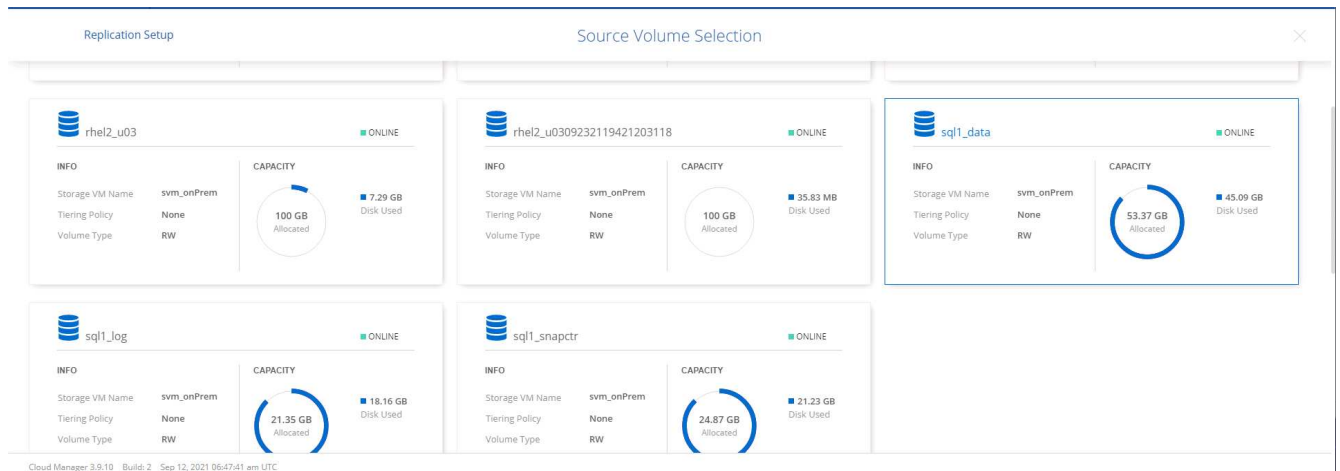 Replication Setup
Source Volume Selection
rhel2_u03
ONLINE
INFO
CAPACITY
Storage VM Name svm_onPrem
Tiering Policy None
Volume Type RW
100 GB
Allocated
7.29 GB
Disk Used
rhel2_u0309232119421203118
ONLINE
INFO
CAPACITY
Storage VM Name svm_onPrem
Tiering Policy None
Volume Type RW
100 GB
Allocated
35.83 MB
Disk Used
sql1_data
ONLINE
INFO
CAPACITY
Storage VM Name svm_onPrem
Tiering Policy None
Volume Type RW
53.37 GB
Allocated
45.09 GB
Disk Used
sql1_log
ONLINE
INFO
CAPACITY
Storage VM Name svm_onPrem
Tiering Policy None
Volume Type RW
21.35 GB
Allocated
18.16 GB
Disk Used
sql1_snapctr
ONLINE
INFO
CAPACITY
Storage VM Name svm_onPrem
Tiering Policy None
Volume Type RW
24.87 GB
Allocated
21.23 GB
Disk Used
Cloud Manager 3.9.10 Build: 2 Sep 12, 2021 06:47:41 am UTC